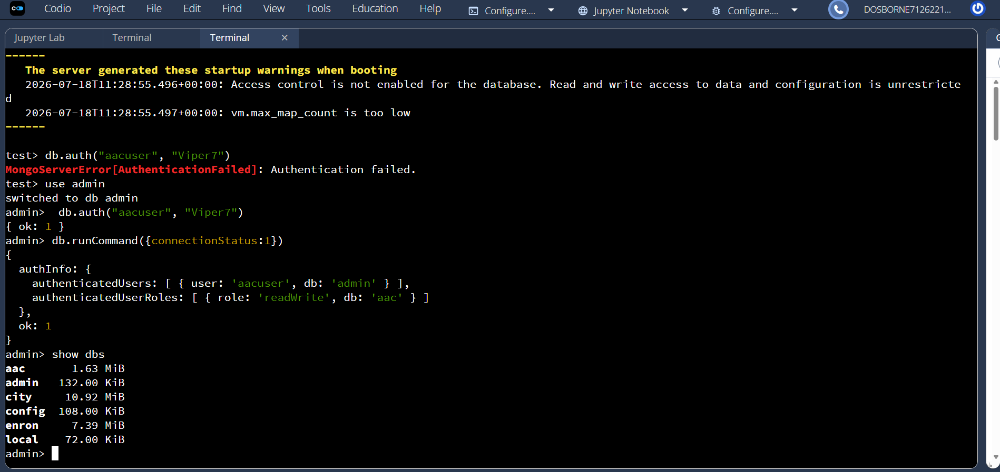 Codio Project File Edit Find View Tools Education Help Configure.... Jupyter Notebook Configure.... DOSBORNE7126221...
Jupyter Lab Terminal Terminal ×
------
   The server generated these startup warnings when booting
   2026-07-18T11:28:55.496+00:00: Access control is not enabled for the database. Read and write access to data and configuration is unrestricte
d
   2026-07-18T11:28:55.497+00:00: vm.max_map_count is too low
------
test> db.auth("aacuser", "Viper7")
MongoServerError[AuthenticationFailed]: Authentication failed.
test> use admin
switched to db admin
admin>  db.auth("aacuser", "Viper7")
{ ok: 1 }
admin> db.runCommand({connectionStatus:1})
{
  authInfo: {
    authenticatedUsers: [ { user: 'aacuser', db: 'admin' } ],
    authenticatedUserRoles: [ { role: 'readWrite', db: 'aac' } ]
  },
  ok: 1
}
admin> show dbs
aac       1.63 MiB
admin   132.00 KiB
city     10.92 MiB
config  108.00 KiB
enron     7.39 MiB
local    72.00 KiB
admin>